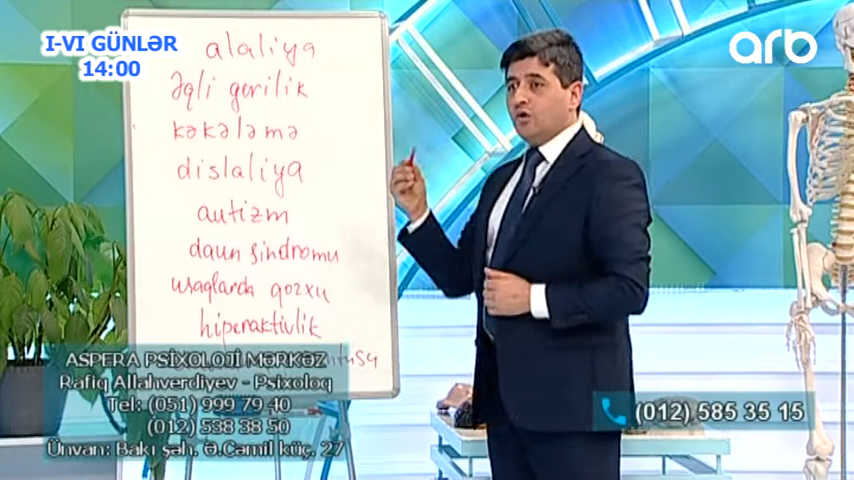 I-VI GÜNLƏR
14:00
arb
alaliya
Əqli gerilik
kəkələmə
dislaliya
autizm
daun sindromu
uşaqlarda qorxu
hiperaktivlik
ASPERA PSİXOLOJİ MƏRKƏZ
Rafiq Allahverdiyev - Psixoloq
Tel: (051) 999 79 40
(012) 538 38 50
Ünvan: Bakı şəh. Ə.Cəmil küç. 27
(012) 585 35 15